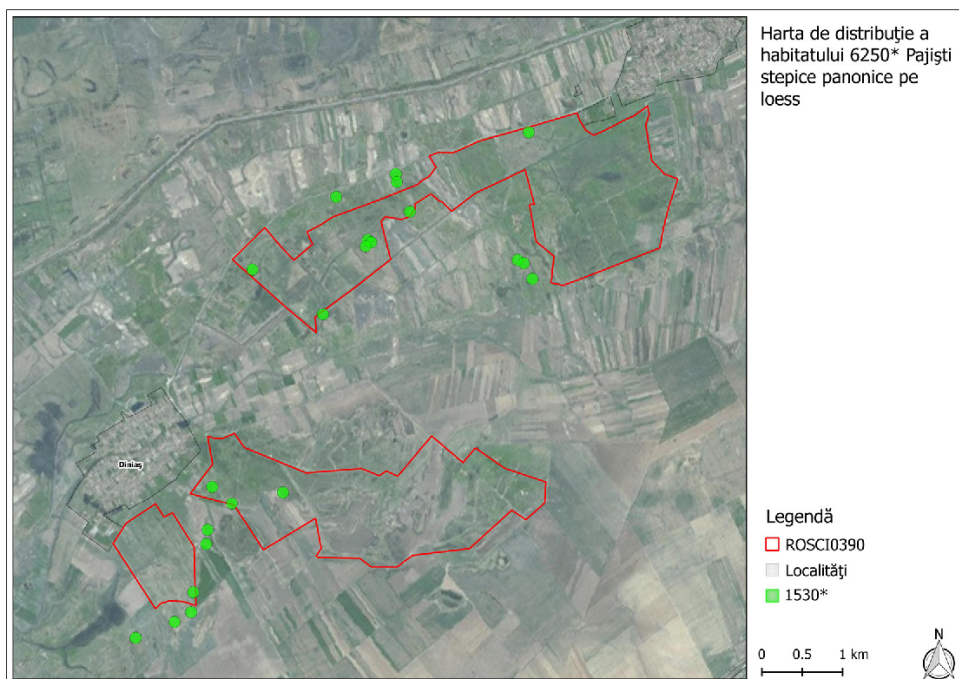 Harta de distribuţie a
habitatului 6250* Pajişti
stepice panonice pe
loess
Diniaş
Legendă
ROSCI0390
Localităţi
1530*
0 0.5 1 km
N